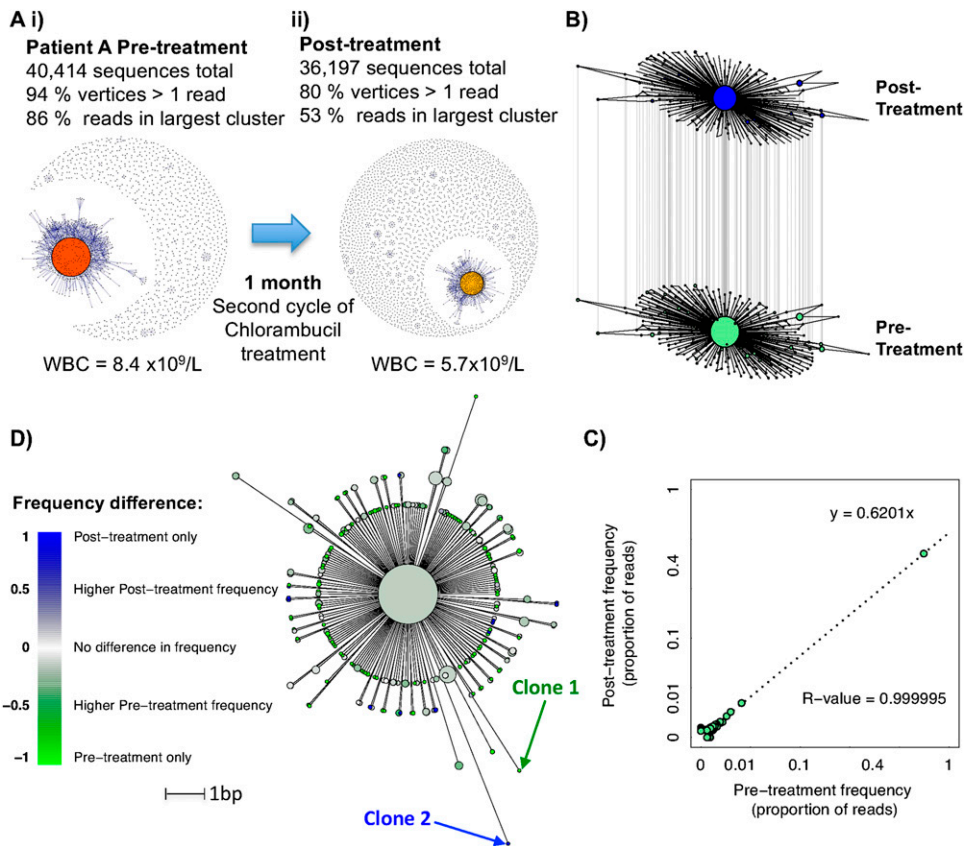 A i)
Patient A Pre-treatment
40,414 sequences total
94 % vertices > 1 read
86 % reads in largest cluster
WBC = 8.4 x10⁹/L
1 month
Second cycle of
Chlorambucil
treatment
ii)
Post-treatment
36,197 sequences total
80 % vertices > 1 read
53 % reads in largest cluster
WBC = 5.7x10⁹/L
B)
Post-
Treatment
Pre-
Treatment
D)
Frequency difference:
1 Post-treatment only
0.5 Higher Post-treatment frequency
0 No difference in frequency
-0.5 Higher Pre-treatment frequency
-1 Pre-treatment only
1bp
Clone 1
Clone 2
C)
y = 0.6201x
R-value = 0.999995
Post-treatment frequency
(proportion of reads)
1
0.4
0.1
0.01
0
0 0.01 0.1 0.4 1
Pre-treatment frequency
(proportion of reads)